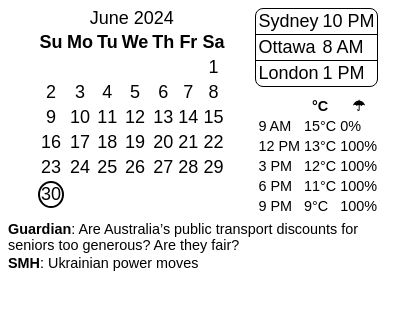 June 2024
Su Mo Tu We Th Fr Sa
1
2 3 4 5 6 7 8
9 10 11 12 13 14 15
16 17 18 19 20 21 22
23 24 25 26 27 28 29
30
Sydney 10 PM
Ottawa 8 AM
London 1 PM
°C ☂
9 AM 15°C 0%
12 PM 13°C 100%
3 PM 12°C 100%
6 PM 11°C 100%
9 PM 9°C 100%
Guardian: Are Australia's public transport discounts for
seniors too generous? Are they fair?
SMH: Ukrainian power moves